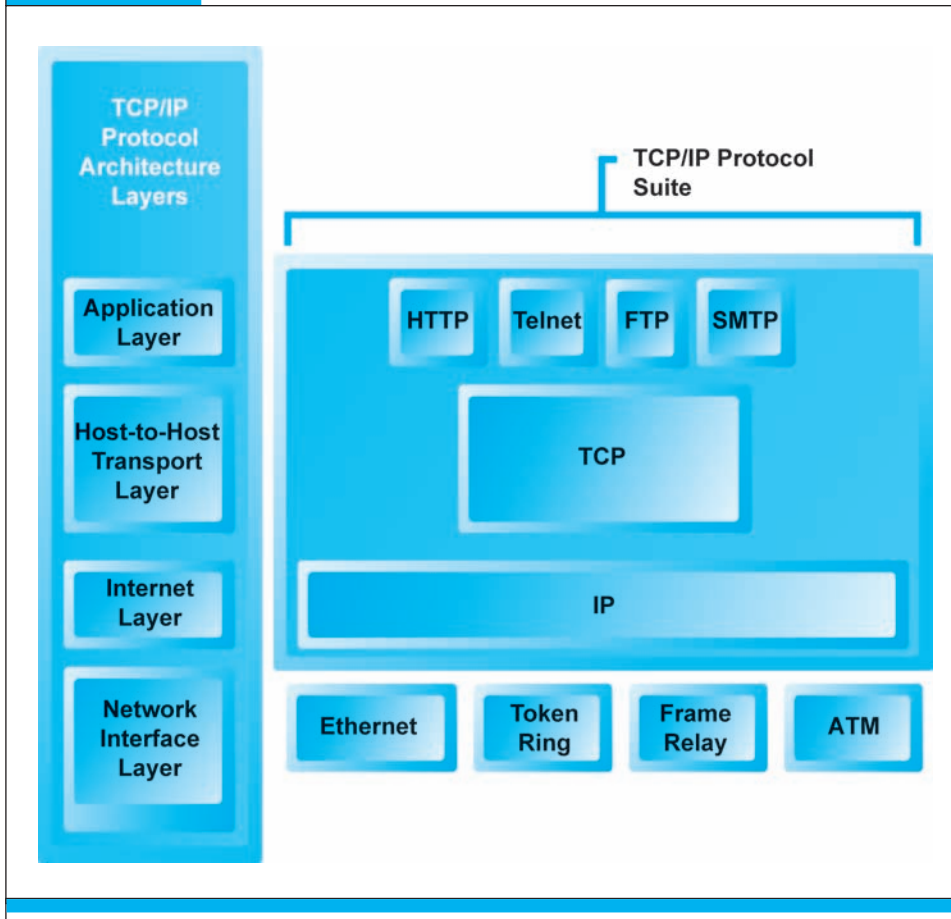 TCP/IP
Protocol
Architecture
Layers
TCP/IP Protocol
Suite
Application
Layer
HTTP
Telnet
FTP
SMTP
Host-to-Host
Transport
Layer
TCP
Internet
Layer
IP
Network
Interface
Layer
Ethernet
Token
Ring
Frame
Relay
ATM